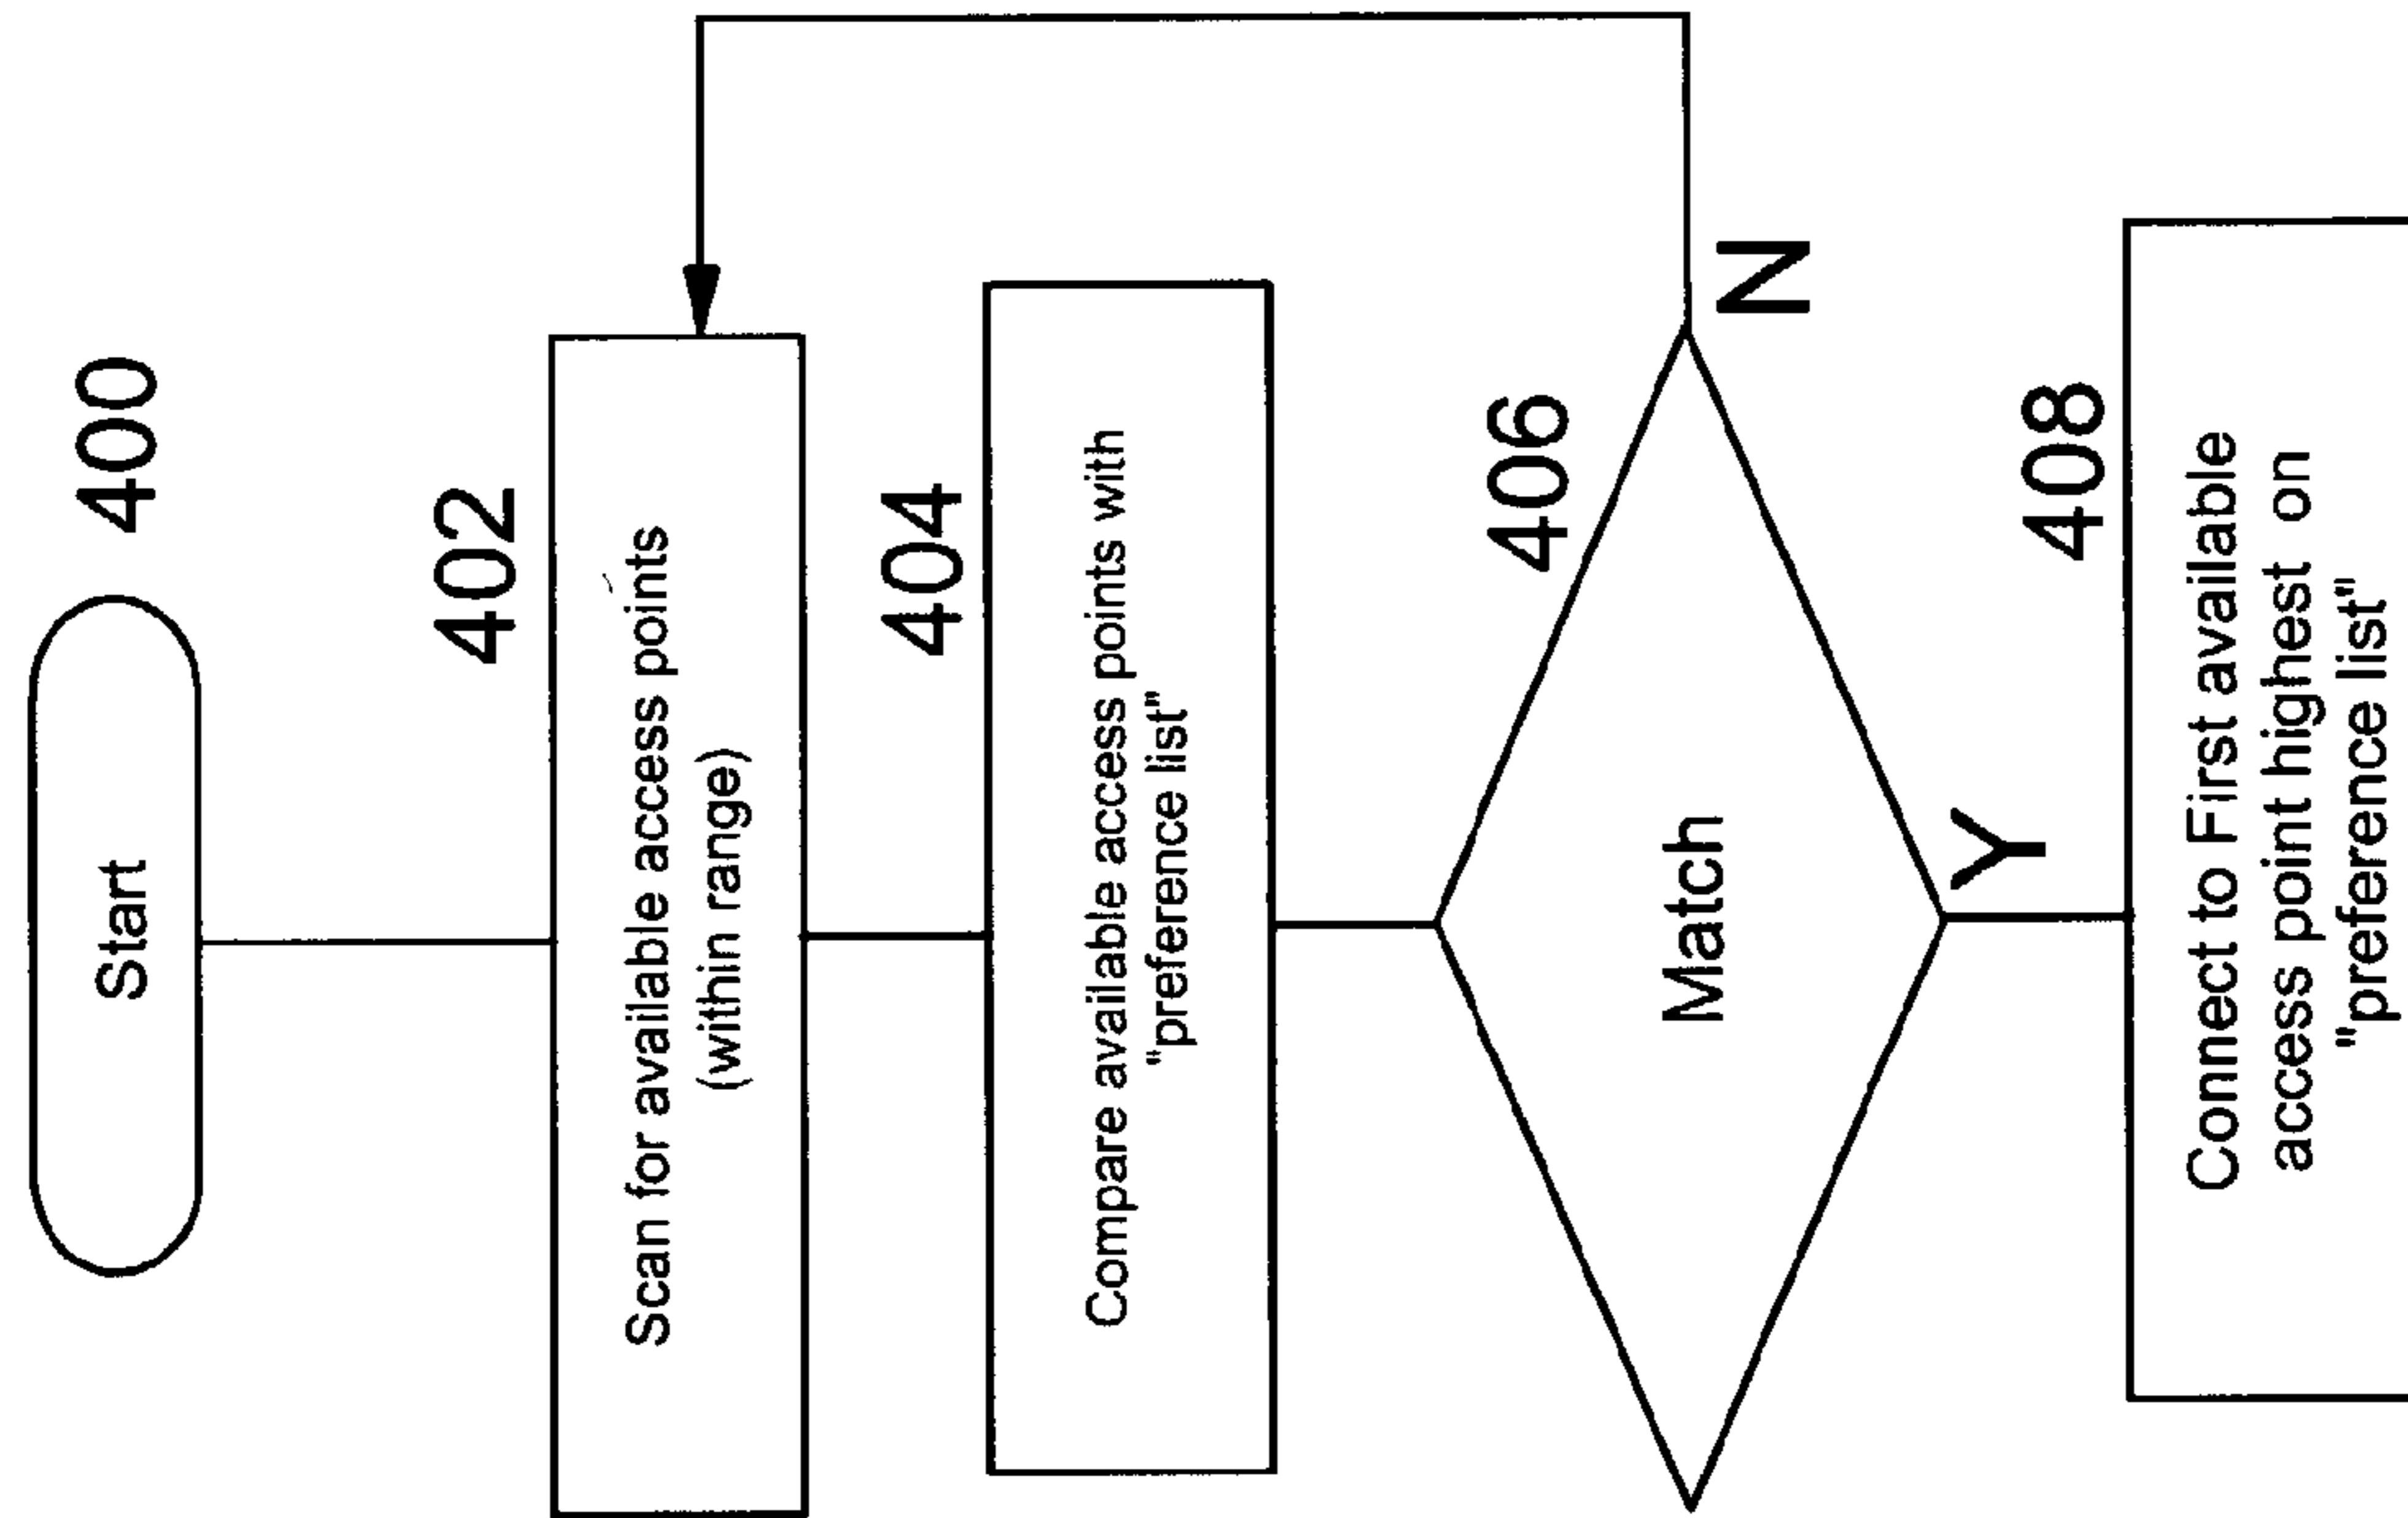 Start
400
402
Scan for available access points
(within range)
404
Compare available access points with
"preference list"
406
Match
N
Y
408
Connect to First available
access point highest on
"preference list"